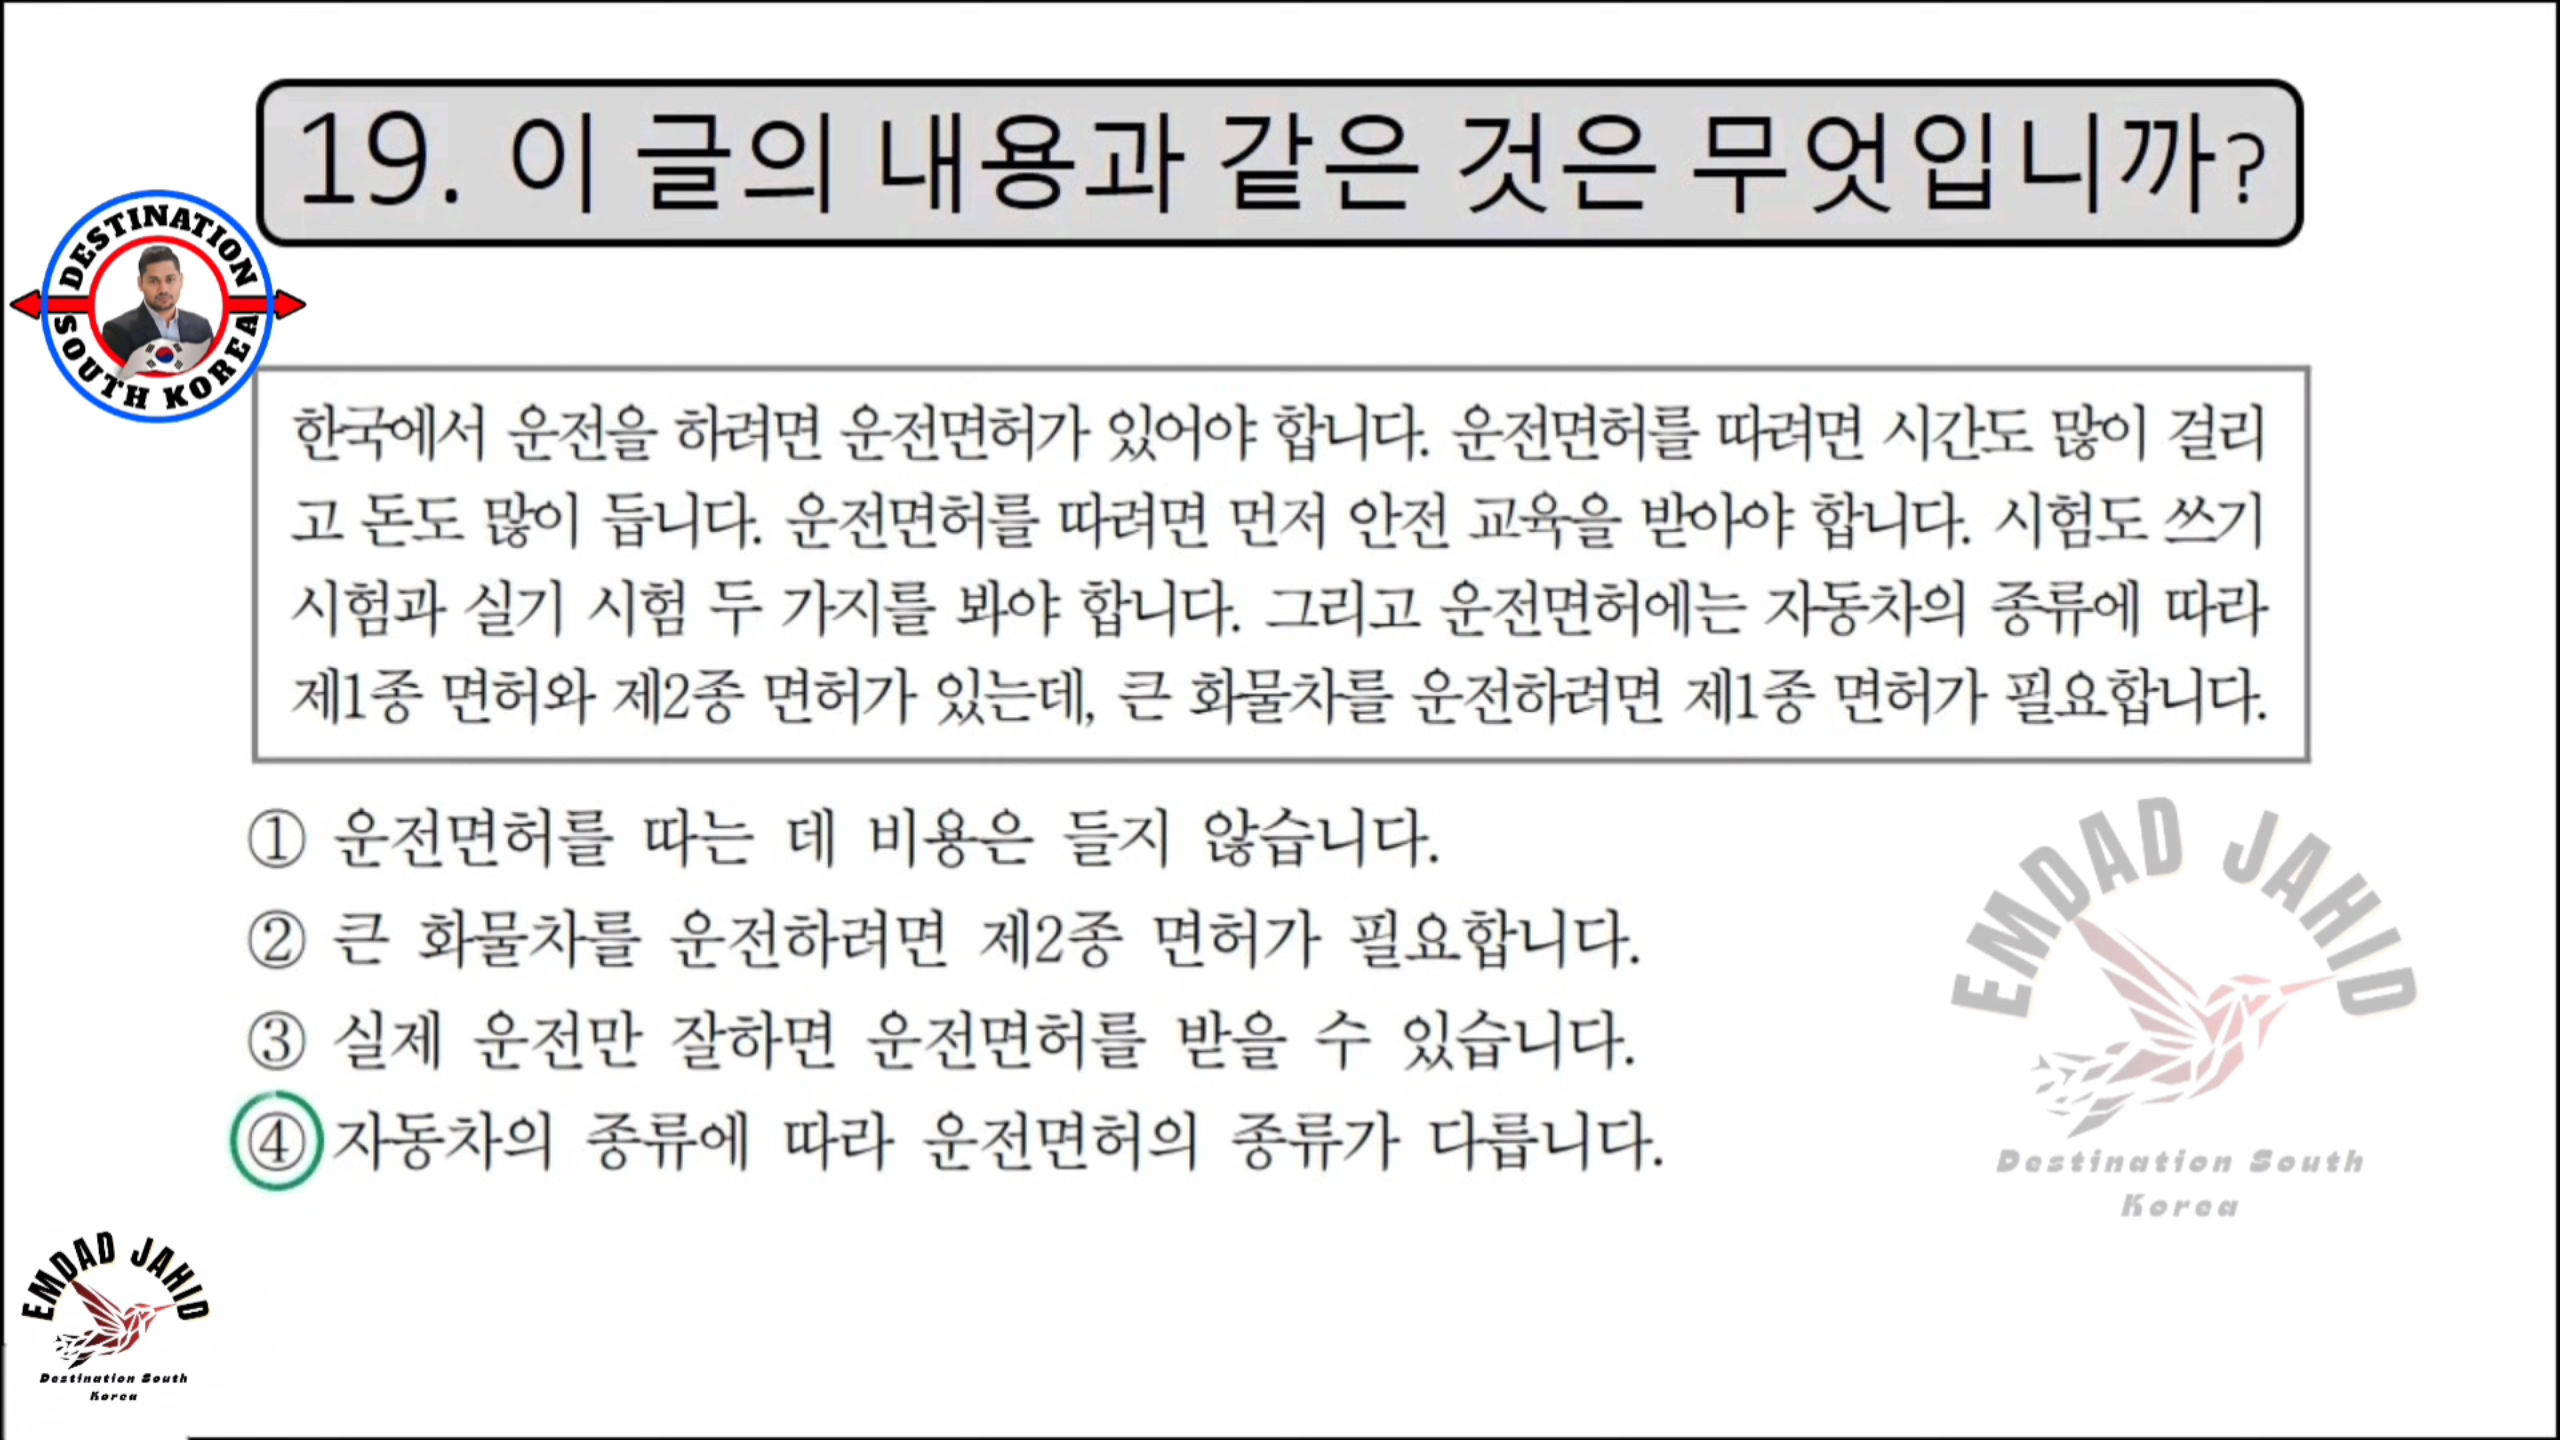 19. 이 글의 내용과 같은 것은 무엇입니까?
DESTINATION
SOUTH KOREA
한국에서 운전을 하려면 운전면허가 있어야 합니다. 운전면허를 따려면 시간도 많이 걸리
고 돈도 많이 듭니다. 운전면허를 따려면 먼저 안전 교육을 받아야 합니다. 시험도 쓰기
시험과 실기 시험 두 가지를 봐야 합니다. 그리고 운전면허에는 자동차의 종류에 따라
제1종 면허와 제2종 면허가 있는데, 큰 화물차를 운전하려면 제1종 면허가 필요합니다.
① 운전면허를 따는 데 비용은 들지 않습니다.
② 큰 화물차를 운전하려면 제2종 면허가 필요합니다.
③ 실제 운전만 잘하면 운전면허를 받을 수 있습니다.
④ 자동차의 종류에 따라 운전면허의 종류가 다릅니다.
EMDAD JAHID
Destination South
Korea
EMDAD JAHID
Destination South
Korea